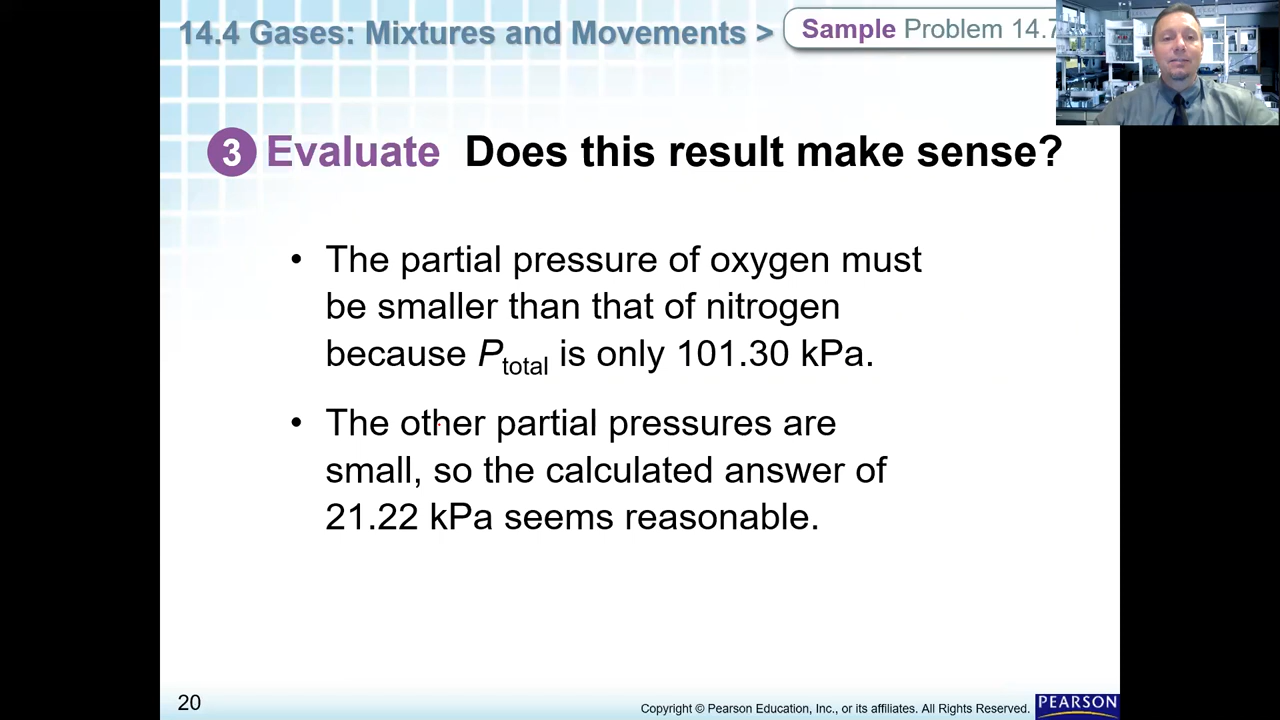 14.4 Gases: Mixtures and Movements > Sample Problem 14.7
3 Evaluate Does this result make sense?
• The partial pressure of oxygen must
be smaller than that of nitrogen
because Ptotal is only 101.30 kPa.
• The other partial pressures are
small, so the calculated answer of
21.22 kPa seems reasonable.
20
Copyright © Pearson Education, Inc., or its affiliates. All Rights Reserved.
PEARSON